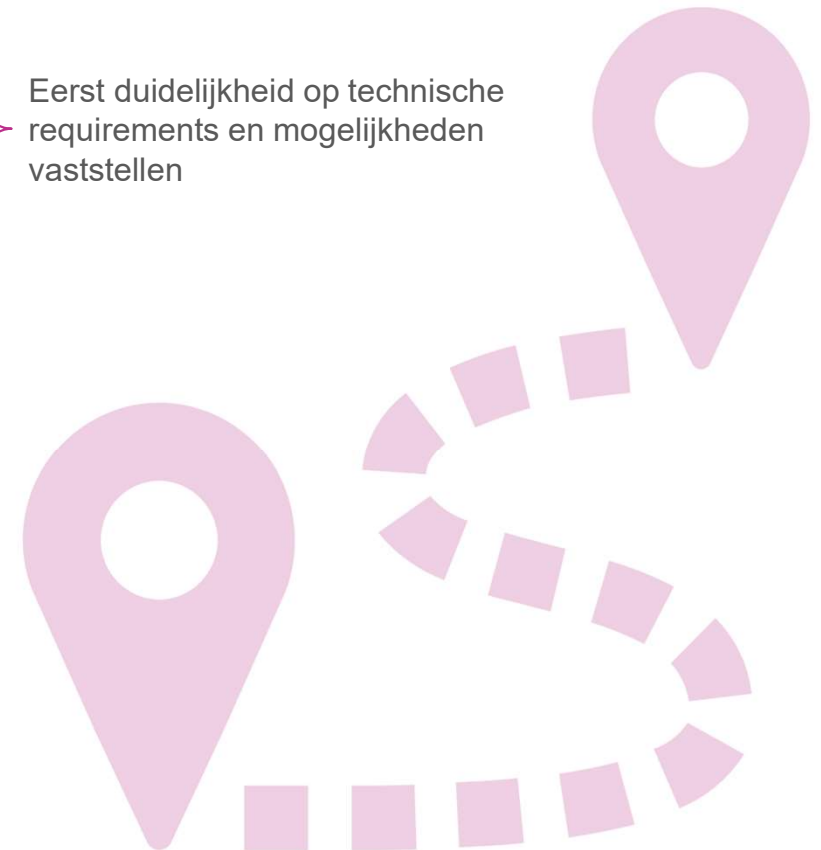 Eerst duidelijkheid op technische
requirements en mogelijkheden
vaststellen